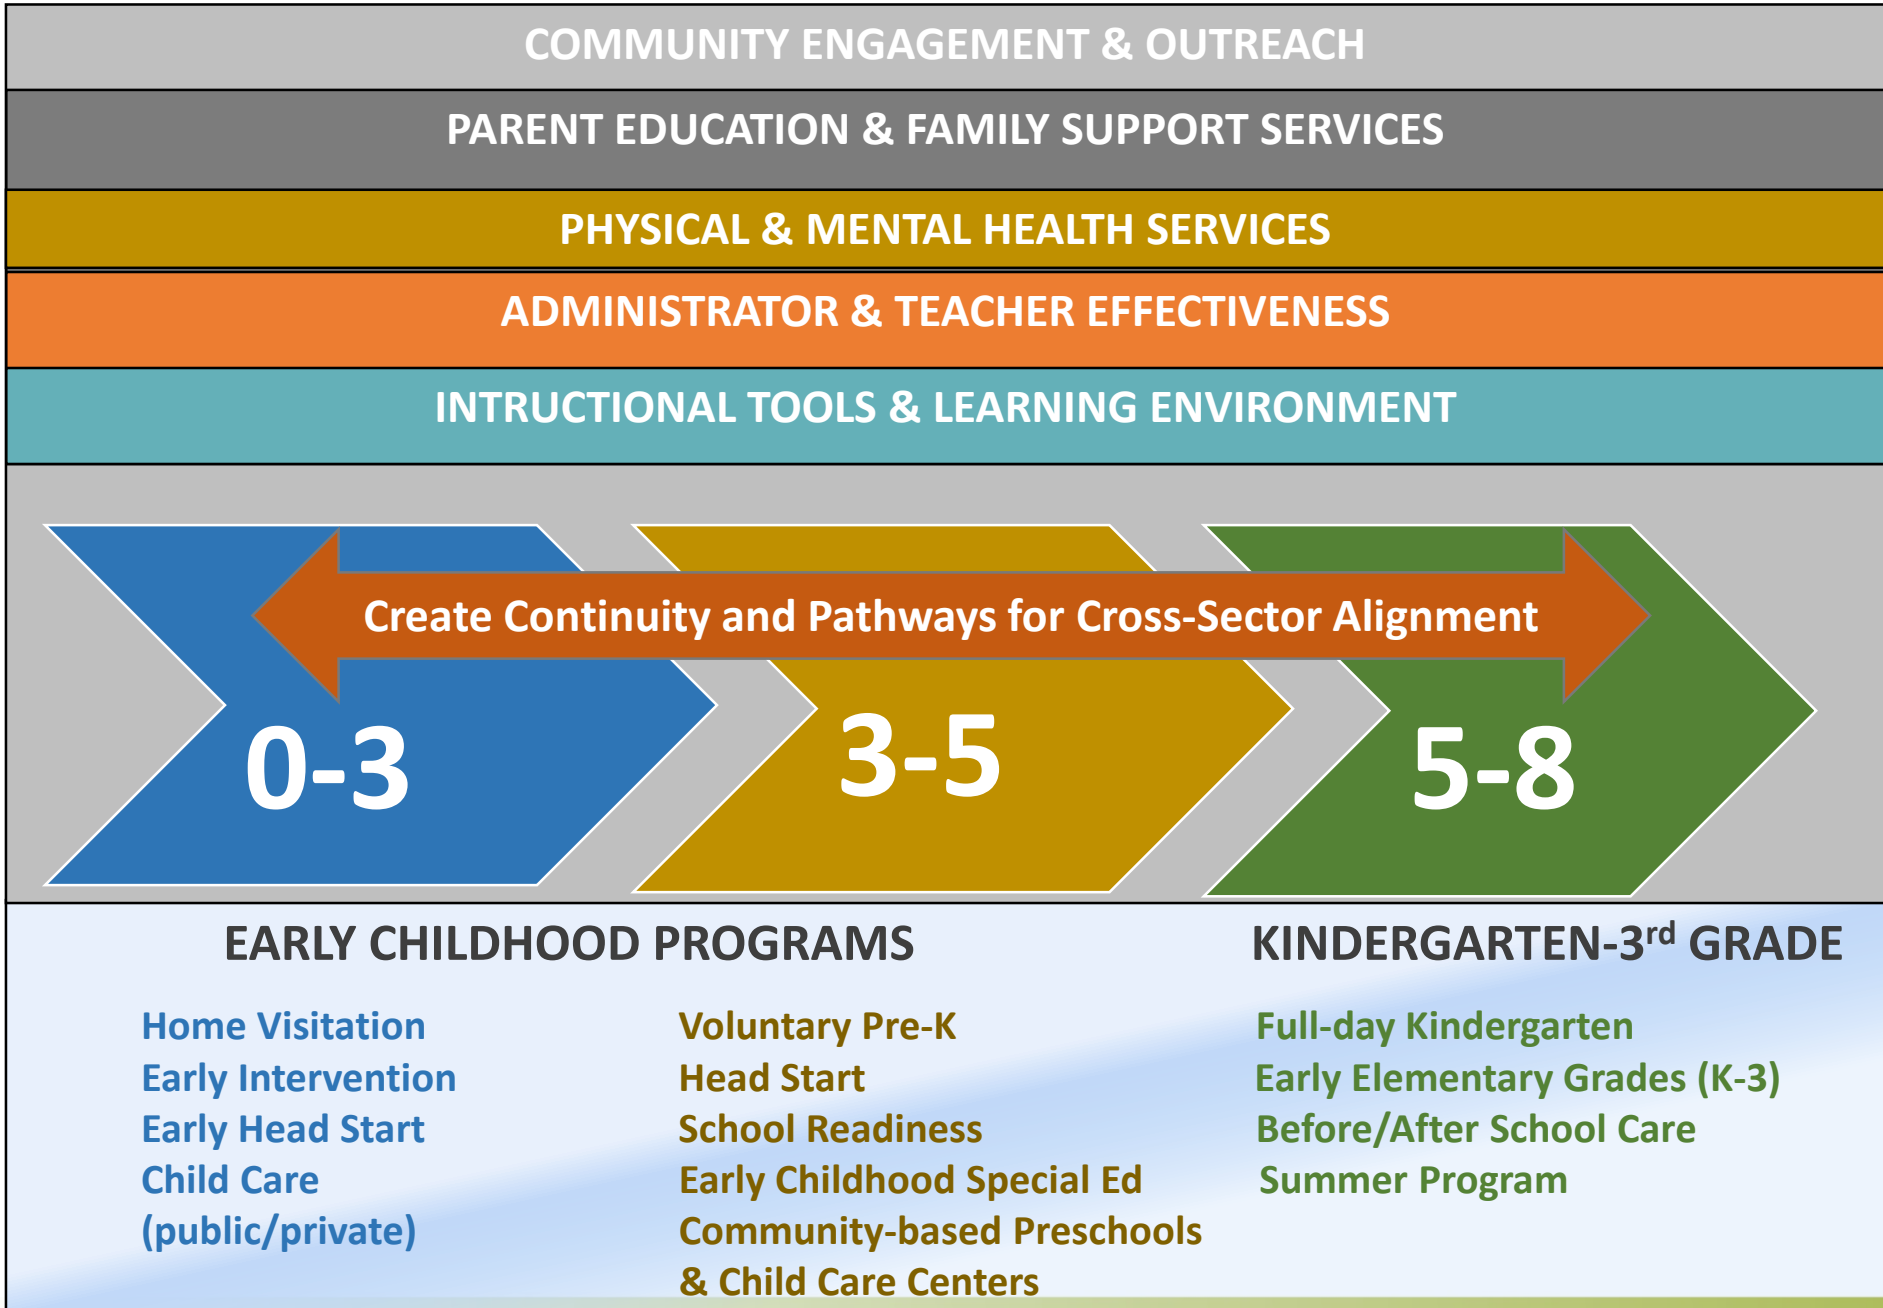 COMMUNITY ENGAGEMENT & OUTREACH
PARENT EDUCATION & FAMILY SUPPORT SERVICES
PHYSICAL & MENTAL HEALTH SERVICES
ADMINISTRATOR & TEACHER EFFECTIVENESS
INTRUCTIONAL TOOLS & LEARNING ENVIRONMENT
Create Continuity and Pathways for Cross-Sector Alignment
0-3
3-5
5-8
EARLY CHILDHOOD PROGRAMS
Home Visitation
Early Intervention
Early Head Start
Child Care
(public/private)
Voluntary Pre-K
Head Start
School Readiness
Early Childhood Special Ed
Community-based Preschools
& Child Care Centers
KINDERGARTEN-3rd GRADE
Full-day Kindergarten
Early Elementary Grades (K-3)
Before/After School Care
Summer Program